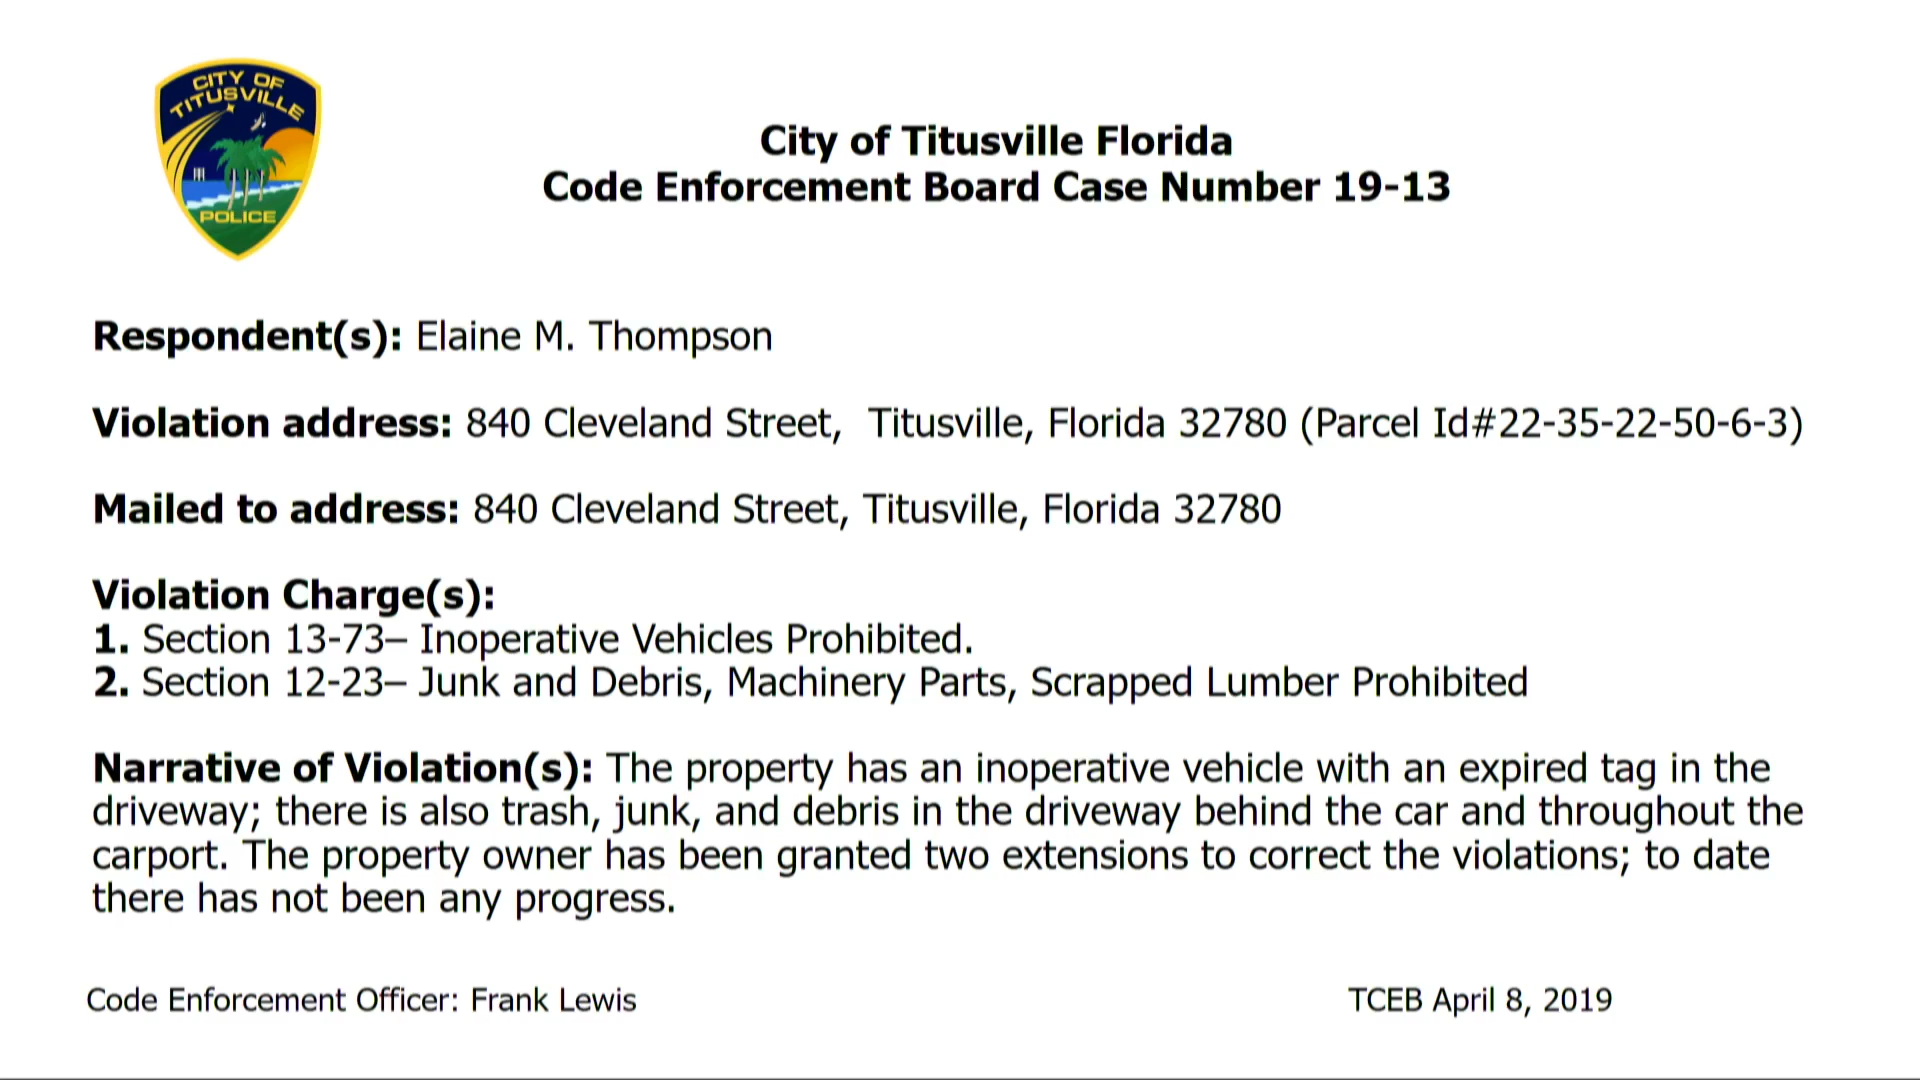 CITY OF
TITUSVILLE
POLICE
City of Titusville Florida
Code Enforcement Board Case Number 19-13
Respondent(s): Elaine M. Thompson
Violation address: 840 Cleveland Street,  Titusville, Florida 32780 (Parcel Id#22-35-22-50-6-3)
Mailed to address: 840 Cleveland Street, Titusville, Florida 32780
Violation Charge(s):
1. Section 13-73– Inoperative Vehicles Prohibited.
2. Section 12-23– Junk and Debris, Machinery Parts, Scrapped Lumber Prohibited
Narrative of Violation(s): The property has an inoperative vehicle with an expired tag in the
driveway; there is also trash, junk, and debris in the driveway behind the car and throughout the
carport. The property owner has been granted two extensions to correct the violations; to date
there has not been any progress.
Code Enforcement Officer: Frank Lewis
TCEB April 8, 2019